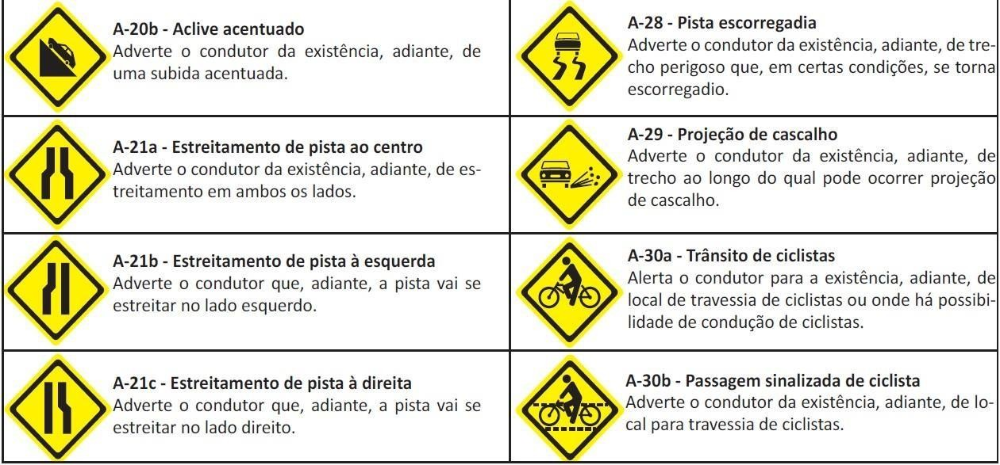 A-20b - Aclive acentuado
Adverte o condutor da existência, adiante, de
uma subida acentuada.
A-21a - Estreitamento de pista ao centro
Adverte o condutor da existência, adiante, de es-
treitamento em ambos os lados.
A-21b - Estreitamento de pista à esquerda
Adverte o condutor que, adiante, a pista vai se
estreitar no lado esquerdo.
A-21c - Estreitamento de pista à direita
Adverte o condutor que, adiante, a pista vai se
estreitar no lado direito.
A-28 - Pista escorregadia
Adverte o condutor da existência, adiante, de tre-
cho perigoso que, em certas condições, se torna
escorregadio.
A-29 - Projeção de cascalho
Adverte o condutor da existência, adiante, de
trecho ao longo do qual pode ocorrer projeção
de cascalho.
A-30a - Trânsito de ciclistas
Alerta o condutor para a existência, adiante, de
local de travessia de ciclistas ou onde há possibi-
lidade de condução de ciclistas.
A-30b - Passagem sinalizada de ciclista
Adverte o condutor da existência, adiante, de lo-
cal para travessia de ciclistas.